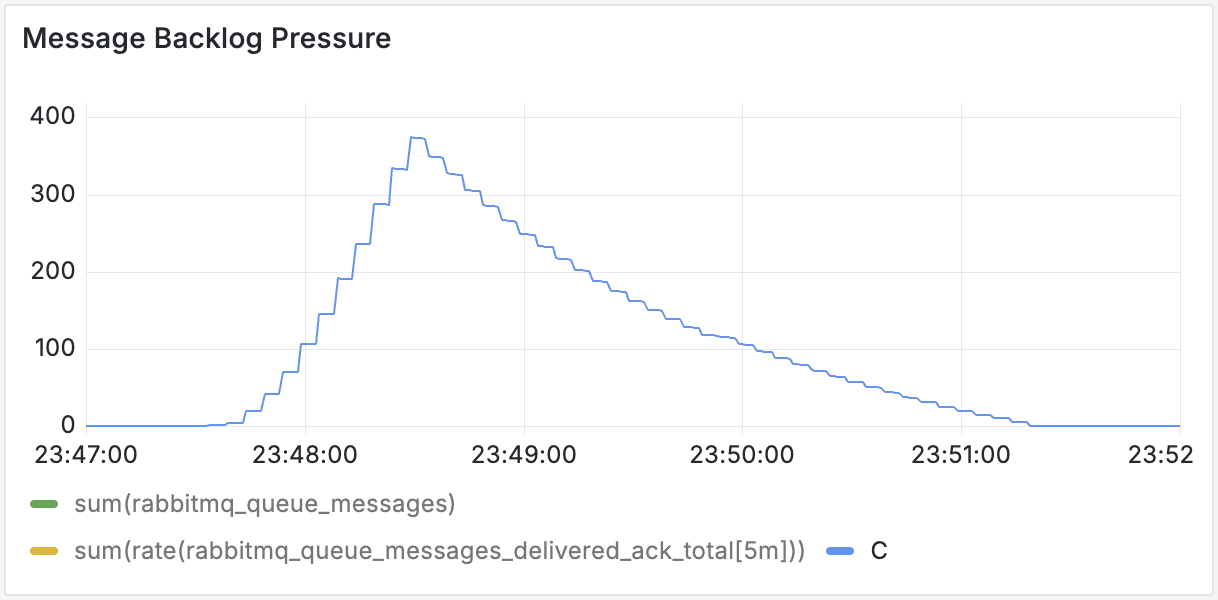 Message Backlog Pressure
400
300
200
100
0
23:47:00 23:48:00 23:49:00 23:50:00 23:51:00 23:52
sum(rabbitmq_queue_messages)
sum(rate(rabbitmq_queue_messages_delivered_ack_total[5m])) C